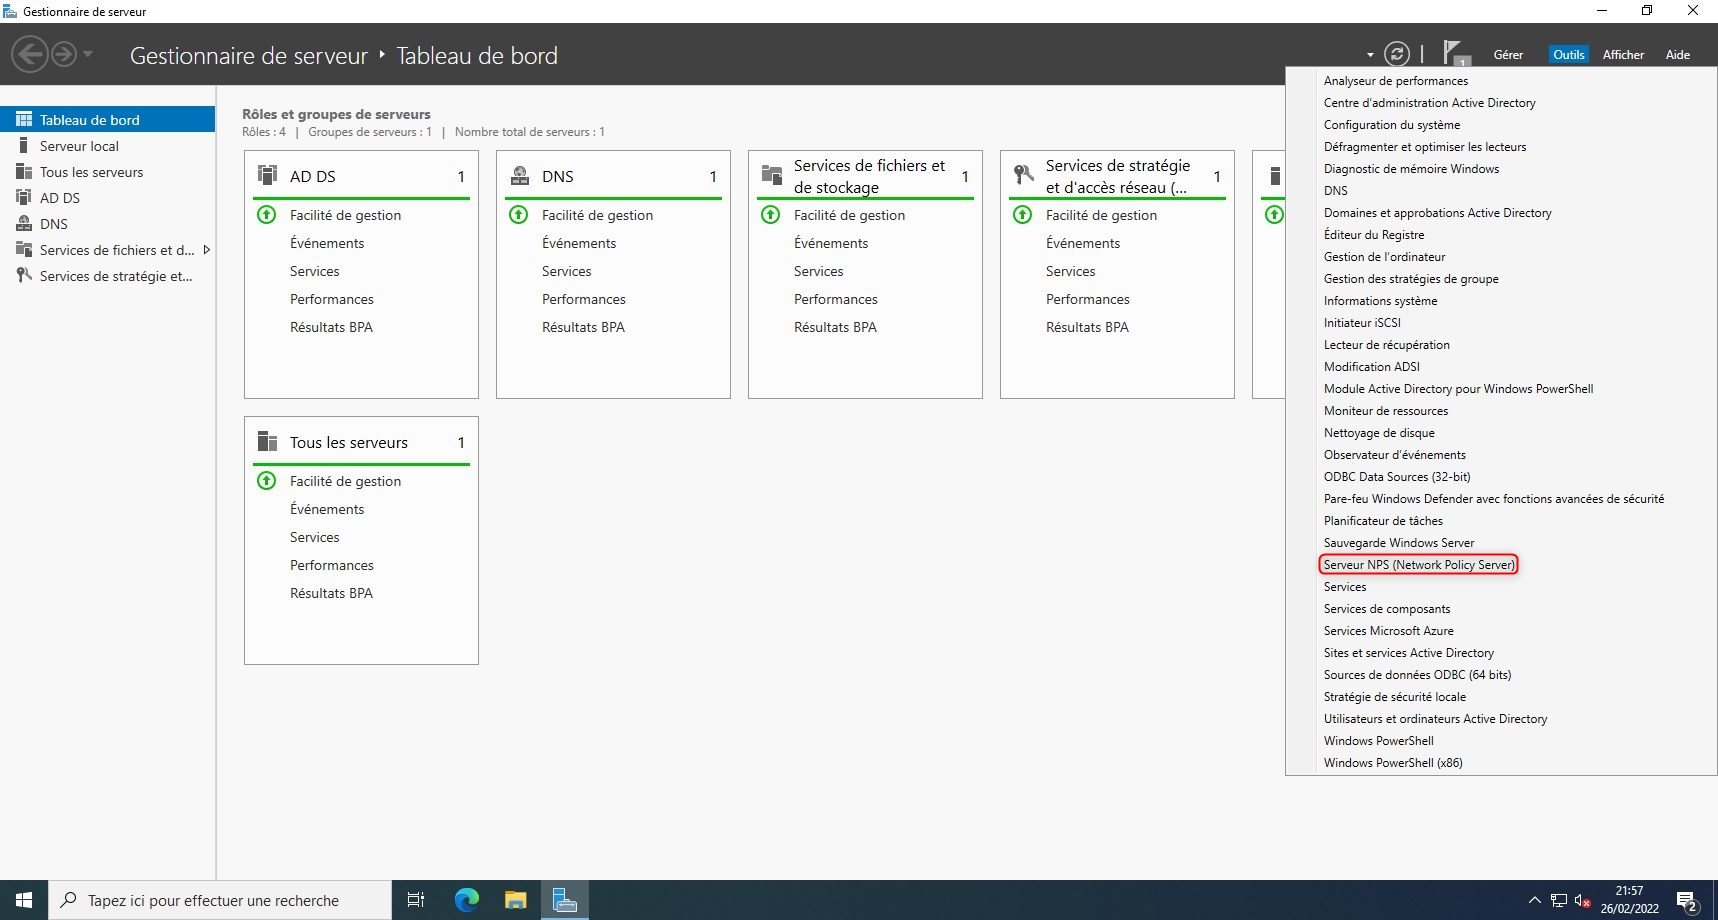 Gestionnaire de serveur
Gestionnaire de serveur ‣ Tableau de bord
1
Gérer
Outils
Afficher
Aide
Tableau de bord
Serveur local
Tous les serveurs
AD DS
DNS
Services de fichiers et d...
Services de stratégie et...
Rôles et groupes de serveurs
Rôles : 4 | Groupes de serveurs : 1 | Nombre total de serveurs : 1
AD DS 1
Facilité de gestion
Événements
Services
Performances
Résultats BPA
DNS 1
Facilité de gestion
Événements
Services
Performances
Résultats BPA
Services de fichiers et
de stockage 1
Facilité de gestion
Événements
Services
Performances
Résultats BPA
Services de stratégie
et d'accès réseau (... 1
Facilité de gestion
Événements
Services
Performances
Résultats BPA
Tous les serveurs 1
Facilité de gestion
Événements
Services
Performances
Résultats BPA
Analyseur de performances
Centre d'administration Active Directory
Configuration du système
Défragmenter et optimiser les lecteurs
Diagnostic de mémoire Windows
DNS
Domaines et approbations Active Directory
Éditeur du Registre
Gestion de l'ordinateur
Gestion des stratégies de groupe
Informations système
Initiateur iSCSI
Lecteur de récupération
Modification ADSI
Module Active Directory pour Windows PowerShell
Moniteur de ressources
Nettoyage de disque
Observateur d'événements
ODBC Data Sources (32-bit)
Pare-feu Windows Defender avec fonctions avancées de sécurité
Planificateur de tâches
Sauvegarde Windows Server
Serveur NPS (Network Policy Server)
Services
Services de composants
Services Microsoft Azure
Sites et services Active Directory
Sources de données ODBC (64 bits)
Stratégie de sécurité locale
Utilisateurs et ordinateurs Active Directory
Windows PowerShell
Windows PowerShell (x86)
Tapez ici pour effectuer une recherche
21:57
26/02/2022
2